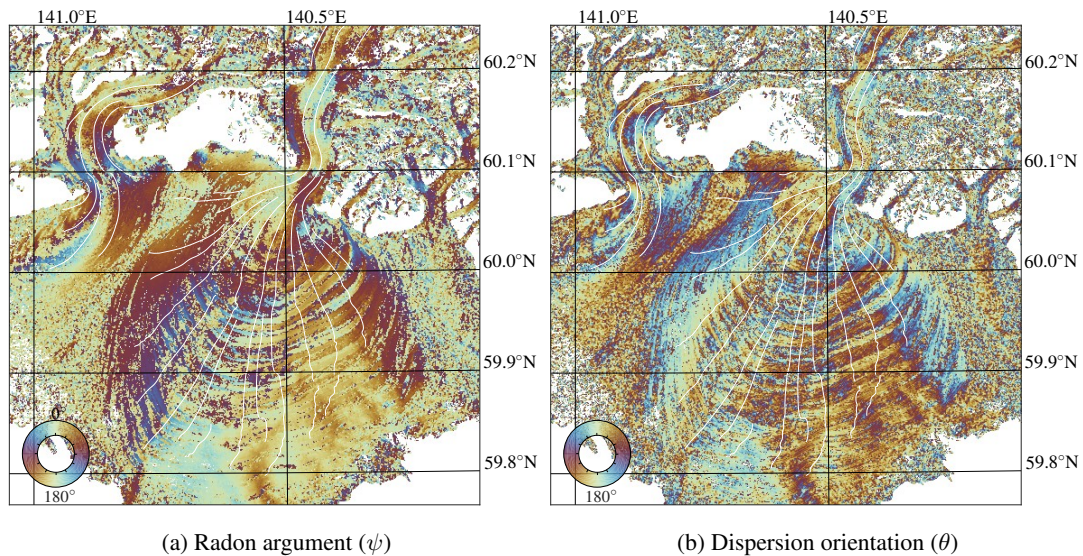 141.0°E 140.5°E
60.2°N
60.1°N
60.0°N
59.9°N
59.8°N
0
180°
(a) Radon argument (ψ)
141.0°E 140.5°E
60.2°N
60.1°N
60.0°N
59.9°N
59.8°N
180°
(b) Dispersion orientation (θ)